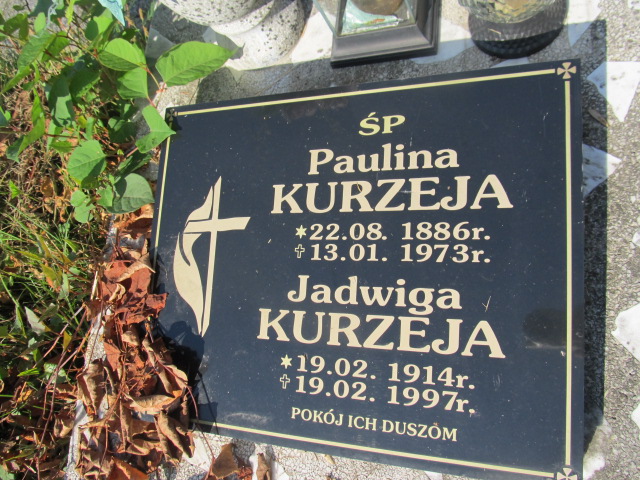 ŚP
Paulina
KURZEJA
* 22.08. 1886r.
✝ 13.01. 1973r.
Jadwiga
KURZEJA
* 19.02. 1914r.
✝ 19.02. 1997r.
POKÓJ ICH DUSZOM